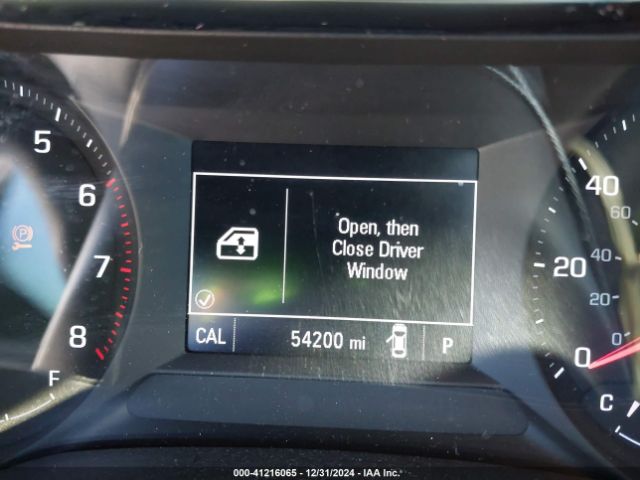 5
6
7
8
F
P
Open, then
Close Driver
Window
CAL 54200 mi P
40
60
20
40
20
0
0
C
000-41216065 - 12/31/2024 - IAA Inc.